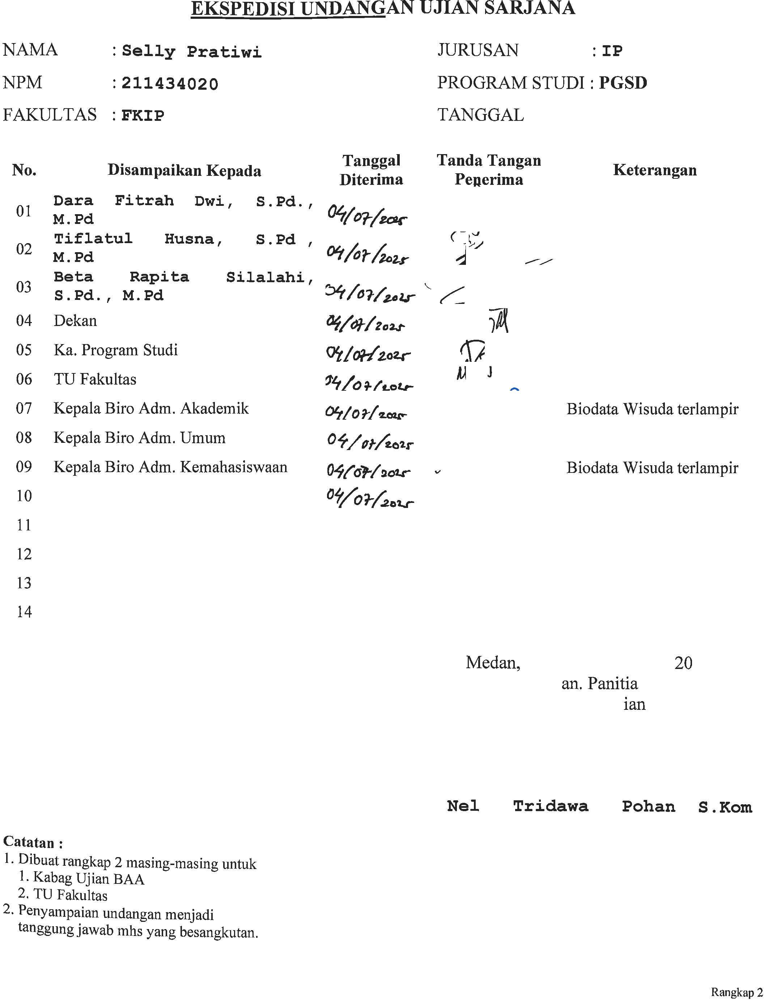 EKSPEDISI UNDANGAN UJIAN SARJANA
NAMA : Selly Pratiwi JURUSAN : IP
NPM : 211434020 PROGRAM STUDI : PGSD
FAKULTAS : FKIP TANGGAL
No. Disampaikan Kepada Tanggal Diterima Tanda Tangan Penerima Keterangan
01 Dara Fitrah Dwi, S.Pd., 04/07/2025
M.Pd
02 Tiflatul Husna, S.Pd , 04/07/2025
M.Pd
03 Beta Rapita Silalahi, 04/07/2025
S.Pd., M.Pd
04 Dekan 04/07/2025
05 Ka. Program Studi 04/07/2025
06 TU Fakultas 04/07/2025
07 Kepala Biro Adm. Akademik 04/07/2025 Biodata Wisuda terlampir
08 Kepala Biro Adm. Umum 04/07/2025
09 Kepala Biro Adm. Kemahasiswaan 04/07/2025 Biodata Wisuda terlampir
10 04/07/2025
11
12
13
14
Medan, 20
an. Panitia
ian
Nel Tridawa Pohan S.Kom
Catatan :
1. Dibuat rangkap 2 masing-masing untuk
1. Kabag Ujian BAA
2. TU Fakultas
2. Penyampaian undangan menjadi
tanggung jawab mhs yang besangkutan.
Rangkap 2